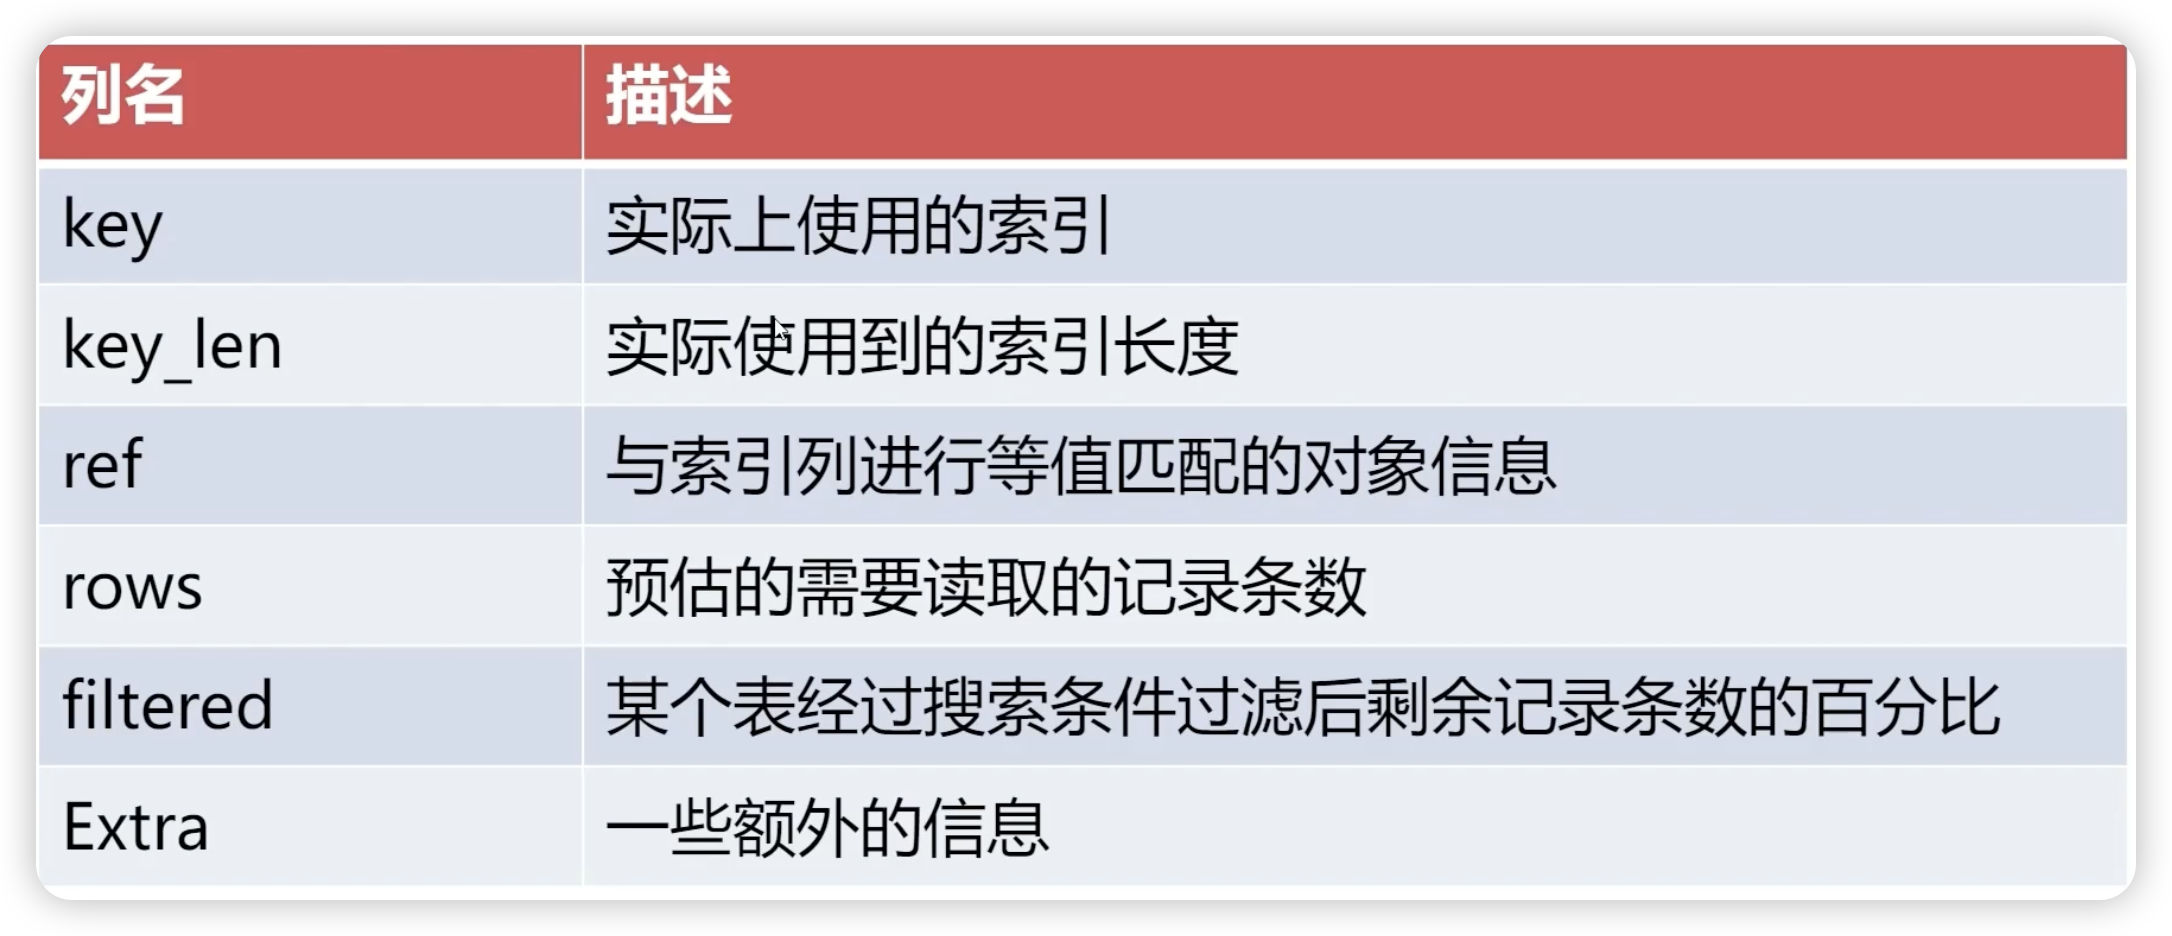 列名 描述
key 实际上使用的索引
key_len 实际使用到的索引长度
ref 与索引列进行等值匹配的对象信息
rows 预估的需要读取的记录条数
filtered 某个表经过搜索条件过滤后剩余记录条数的百分比
Extra 一些额外的信息